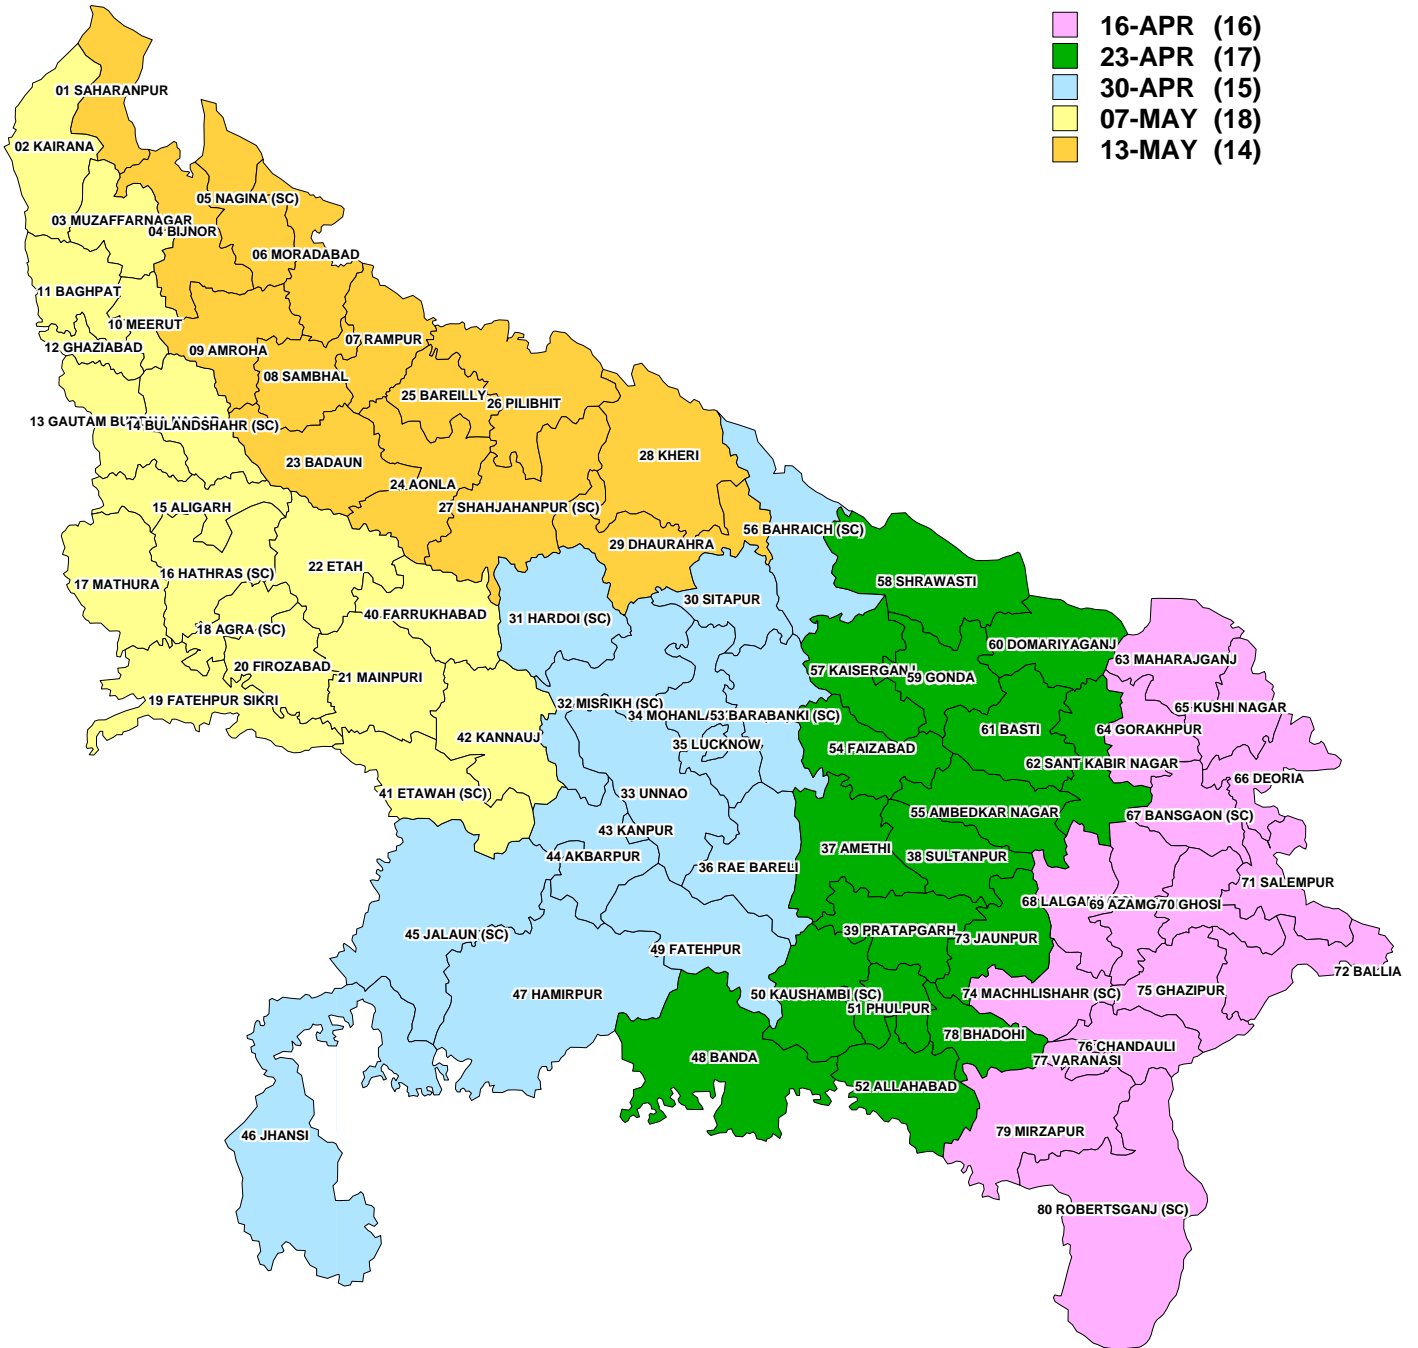 16-APR (16)
23-APR (17)
30-APR (15)
07-MAY (18)
13-MAY (14)
01 SAHARANPUR
02 KAIRANA
05 NAGINA (SC)
03 MUZAFFARNAGAR
04 BIJNOR
06 MORADABAD
11 BAGHPAT
10 MEERUT
07 RAMPUR
12 GHAZIABAD
09 AMROHA
08 SAMBHAL
25 BAREILLY
26 PILIBHIT
13 GAUTAM
14 BULANDSHAHR (SC)
28 KHERI
23 BADAUN
24 AONLA
15 ALIGARH
27 SHAHJAHANPUR (SC)
56 BAHRAICH (SC)
29 DHAURAHRA
22 ETAH
16 HATHRAS (SC)
17 MATHURA
58 SHRAWASTI
30 SITAPUR
40 FARRUKHABAD
31 HARDOI (SC)
18 AGRA (SC)
60 DOMARIYAGANJ
63 MAHARAJGANJ
20 FIROZABAD
57 KAISERGANJ
21 MAINPURI
59 GONDA
19 FATEHPUR SIKRI
32 MISRIKH (SC)
65 KUSHI NAGAR
34 MOHANLA
53 BARABANKI (SC)
61 BASTI
64 GORAKHPUR
42 KANNAUJ
35 LUCKNOW
54 FAIZABAD
62 SANT KABIR NAGAR
66 DEORIA
41 ETAWAH (SC)
33 UNNAO
55 AMBEDKAR NAGAR
67 BANSGAON (SC)
43 KANPUR
37 AMETHI
44 AKBARPUR
38 SULTANPUR
36 RAE BARELI
71 SALEMPUR
68 LALGANJ
69 AZAMG
70 GHOSI
39 PRATAPGARH
45 JALAUN (SC)
73 JAUNPUR
49 FATEHPUR
72 BALLIA
75 GHAZIPUR
47 HAMIRPUR
50 KAUSHAMBI (SC)
74 MACHHLISHAHR (SC)
51 PHULPUR
78 BHADOHI
76 CHANDAULI
48 BANDA
77 VARANASI
52 ALLAHABAD
79 MIRZAPUR
46 JHANSI
80 ROBERTSGANJ (SC)